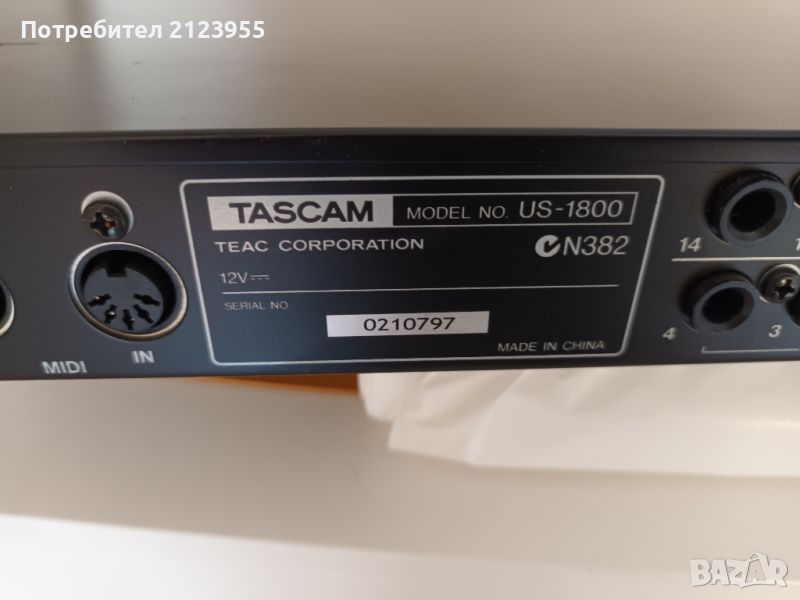 Потребител 2123955
TASCAM MODEL NO. US-1800
TEAC CORPORATION N382
12V
SERIAL NO.
0210797
MADE IN CHINA
MIDI IN
14
4 3
BAZAR